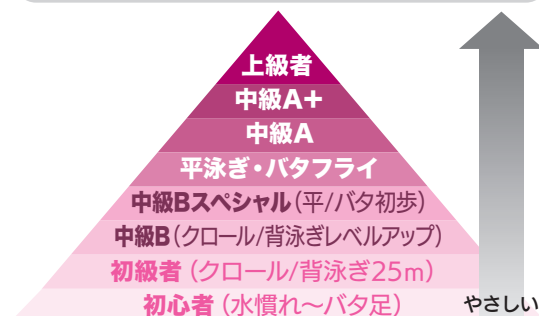 上級者
中級A+
中級A
平泳ぎ・バタフライ
中級Bスペシャル(平/バタ初歩)
中級B(クロール/背泳ぎレベルアップ)
初級者(クロール/背泳ぎ25m)
初心者(水慣れ〜バタ足)
やさしい